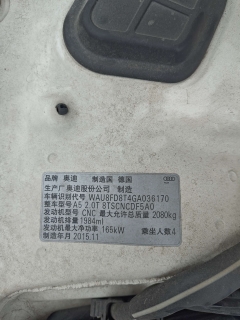 品牌 奥迪 制造国 德国
生产厂 奥迪股份公司 制造
车辆识别代号 WAU8FD8T4GA036170
整车型号 A5 2.0T 8TSCNCDF5A0
发动机型号 CNC 最大允许总质量 2080kg
发动机排量 1984ml
发动机最大净功率 165kW 乘坐人数 4
制造年月 2015.11